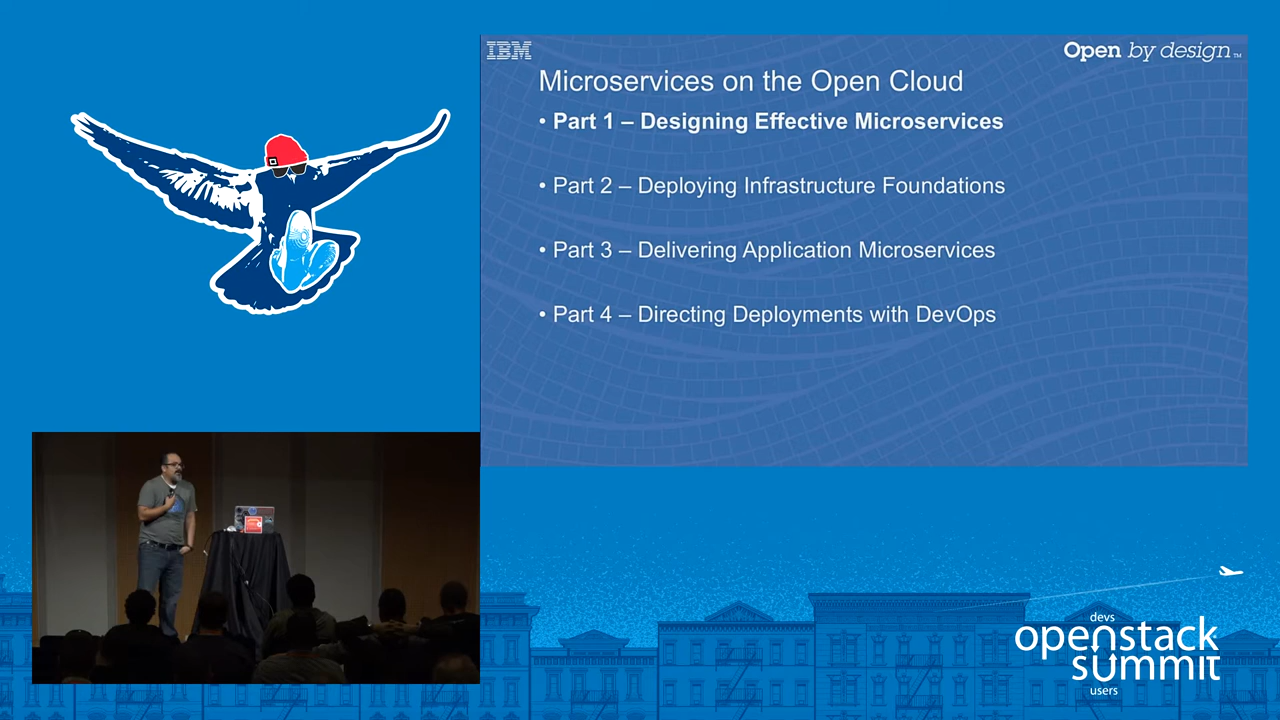 IBM
Open by design™
Microservices on the Open Cloud
• Part 1 – Designing Effective Microservices
• Part 2 – Deploying Infrastructure Foundations
• Part 3 – Delivering Application Microservices
• Part 4 – Directing Deployments with DevOps
devs
openstack
summit
users